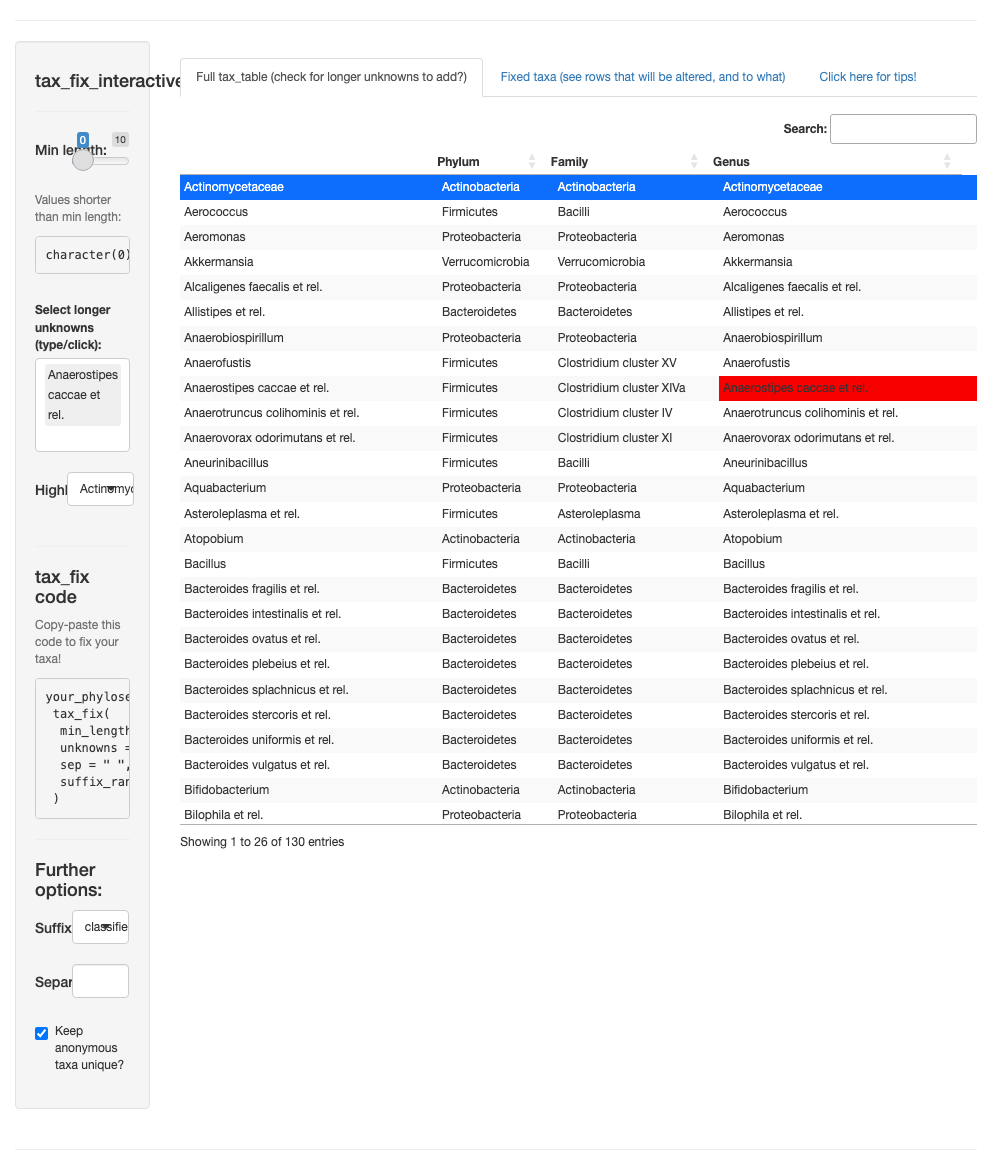 tax_fix_interactive
Min length:
0
10
Values shorter
than min length:
character(0)
Select longer
unknowns
(type/click):
Anaerostipes
caccae et
rel.
Highl
Actinomyc
tax_fix
code
Copy-paste this
code to fix your
taxa!
your_phylose
tax_fix(
min_length
unknowns =
sep = " ",
suffix_ran
)
Further
options:
Suffix
classifie
Separ
Keep
anonymous
taxa unique?
Full tax_table (check for longer unknowns to add?) Fixed taxa (see rows that will be altered, and to what) Click here for tips!
Search:
Phylum Family Genus
Actinomycetaceae Actinobacteria Actinobacteria Actinomycetaceae
Aerococcus Firmicutes Bacilli Aerococcus
Aeromonas Proteobacteria Proteobacteria Aeromonas
Akkermansia Verrucomicrobia Verrucomicrobia Akkermansia
Alcaligenes faecalis et rel. Proteobacteria Proteobacteria Alcaligenes faecalis et rel.
Allistipes et rel. Bacteroidetes Bacteroidetes Allistipes et rel.
Anaerobiospirillum Proteobacteria Proteobacteria Anaerobiospirillum
Anaerofustis Firmicutes Clostridium cluster XV Anaerofustis
Anaerostipes caccae et rel. Firmicutes Clostridium cluster XIVa Anaerostipes caccae et rel.
Anaerotruncus colihominis et rel. Firmicutes Clostridium cluster IV Anaerotruncus colihominis et rel.
Anaerovorax odorimutans et rel. Firmicutes Clostridium cluster XI Anaerovorax odorimutans et rel.
Aneurinibacillus Firmicutes Bacilli Aneurinibacillus
Aquabacterium Proteobacteria Proteobacteria Aquabacterium
Asteroleplasma et rel. Firmicutes Asteroleplasma Asteroleplasma et rel.
Atopobium Actinobacteria Actinobacteria Atopobium
Bacillus Firmicutes Bacilli Bacillus
Bacteroides fragilis et rel. Bacteroidetes Bacteroidetes Bacteroides fragilis et rel.
Bacteroides intestinalis et rel. Bacteroidetes Bacteroidetes Bacteroides intestinalis et rel.
Bacteroides ovatus et rel. Bacteroidetes Bacteroidetes Bacteroides ovatus et rel.
Bacteroides plebeius et rel. Bacteroidetes Bacteroidetes Bacteroides plebeius et rel.
Bacteroides splachnicus et rel. Bacteroidetes Bacteroidetes Bacteroides splachnicus et rel.
Bacteroides stercoris et rel. Bacteroidetes Bacteroidetes Bacteroides stercoris et rel.
Bacteroides uniformis et rel. Bacteroidetes Bacteroidetes Bacteroides uniformis et rel.
Bacteroides vulgatus et rel. Bacteroidetes Bacteroidetes Bacteroides vulgatus et rel.
Bifidobacterium Actinobacteria Actinobacteria Bifidobacterium
Bilophila et rel. Proteobacteria Proteobacteria Bilophila et rel.
Showing 1 to 26 of 130 entries